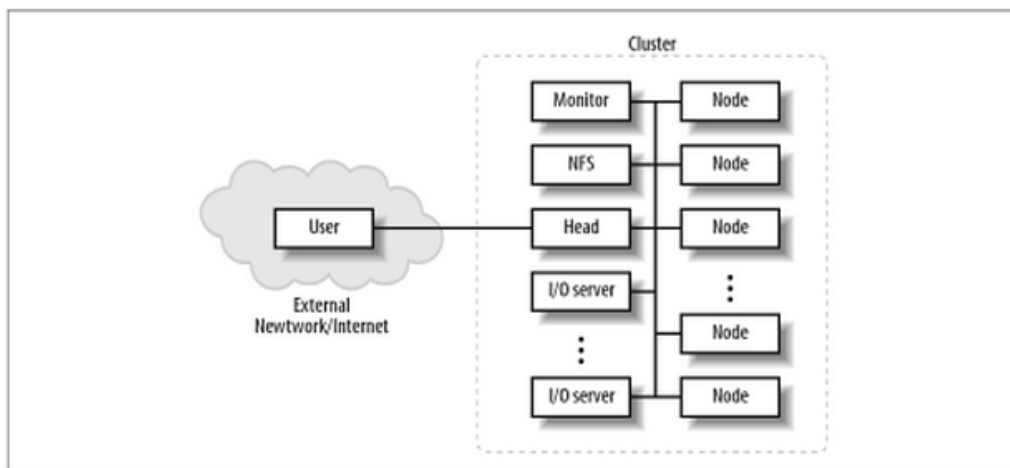 Cluster
Monitor
Node
NFS
Node
User
Head
Node
I/O server
External
Newtwork/Internet
Node
I/O server
Node